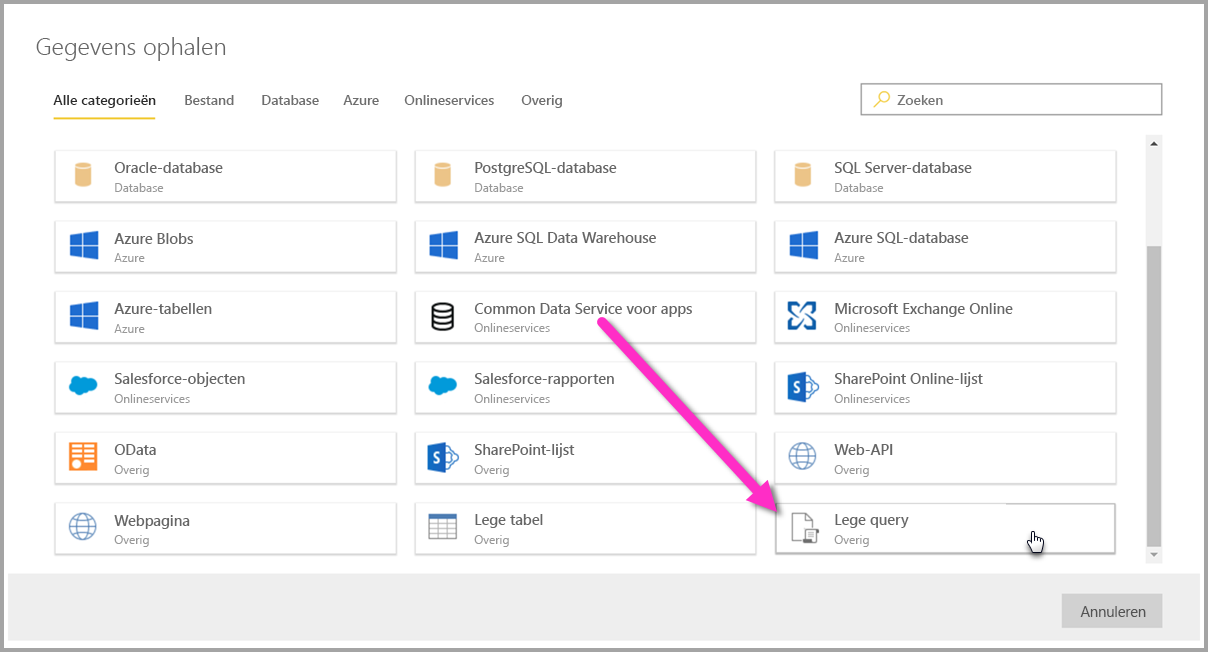 Gegevens ophalen
Alle categorieën Bestand Database Azure Onlineservices Overig Zoeken
Oracle-database PostgreSQL-database SQL Server-database
Database Database Database
Azure Blobs Azure SQL Data Warehouse Azure SQL-database
Azure Azure Azure
Azure-tabellen Common Data Service voor apps Microsoft Exchange Online
Azure Onlineservices Onlineservices
Salesforce-objecten Salesforce-rapporten SharePoint Online-lijst
Onlineservices Onlineservices Onlineservices
OData SharePoint-lijst Web-API
Overig Overig Overig
Webpagina Lege tabel Lege query
Overig Overig Overig
Annuleren